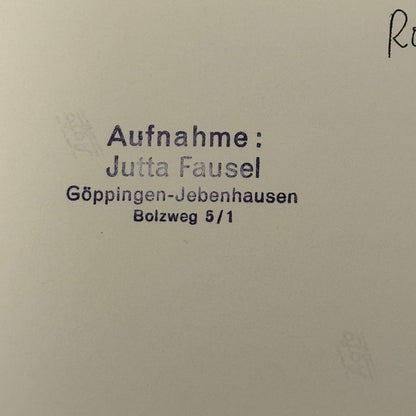 Aufnahme:
Jutta Fausel
Göppingen-Jebenhausen
Bolzweg 5/1